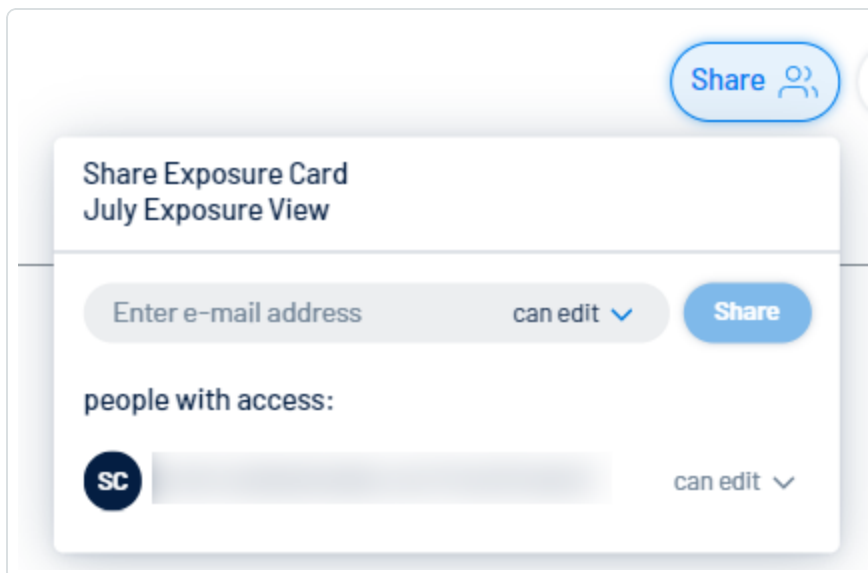 Share
Share Exposure Card
July Exposure View
Enter e-mail address can edit Share
people with access:
SC can edit